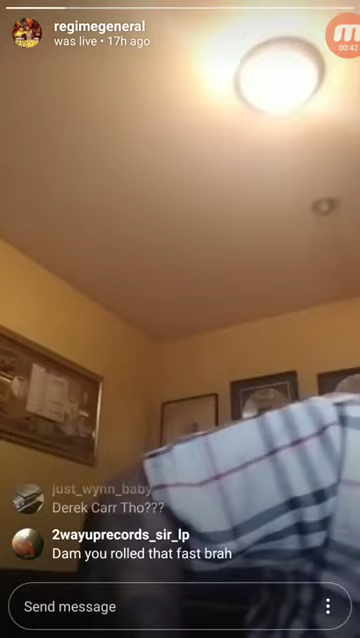 regimegeneral
was live • 17h ago
00:42
just_wynn_baby
Derek Carr Tho???
2wayuprecords_sir_lp
Dam you rolled that fast brah
Send message